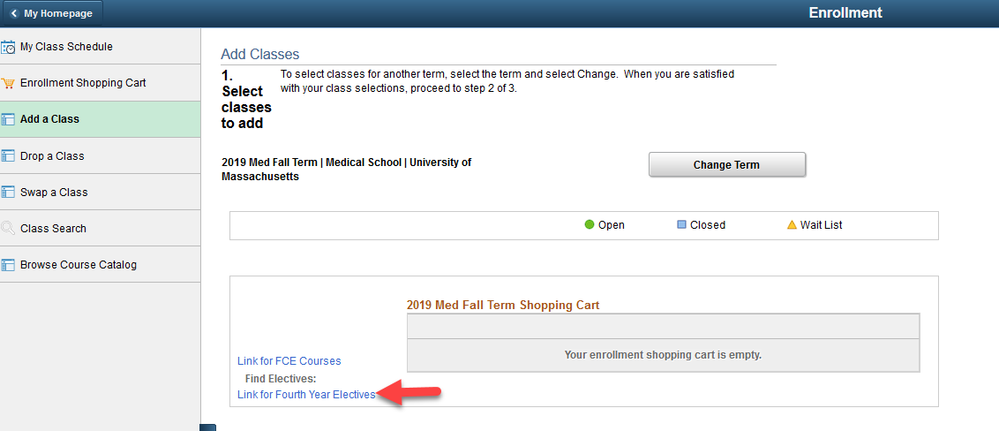 My Homepage
Enrollment
My Class Schedule
Enrollment Shopping Cart
Add a Class
Drop a Class
Swap a Class
Class Search
Browse Course Catalog
Add Classes
1.
Select
classes
to add
To select classes for another term, select the term and select Change. When you are satisfied
with your class selections, proceed to step 2 of 3.
2019 Med Fall Term | Medical School | University of
Massachusetts
Change Term
Open
Closed
Wait List
2019 Med Fall Term Shopping Cart
Your enrollment shopping cart is empty.
Link for FCE Courses
Find Electives:
Link for Fourth Year Electives